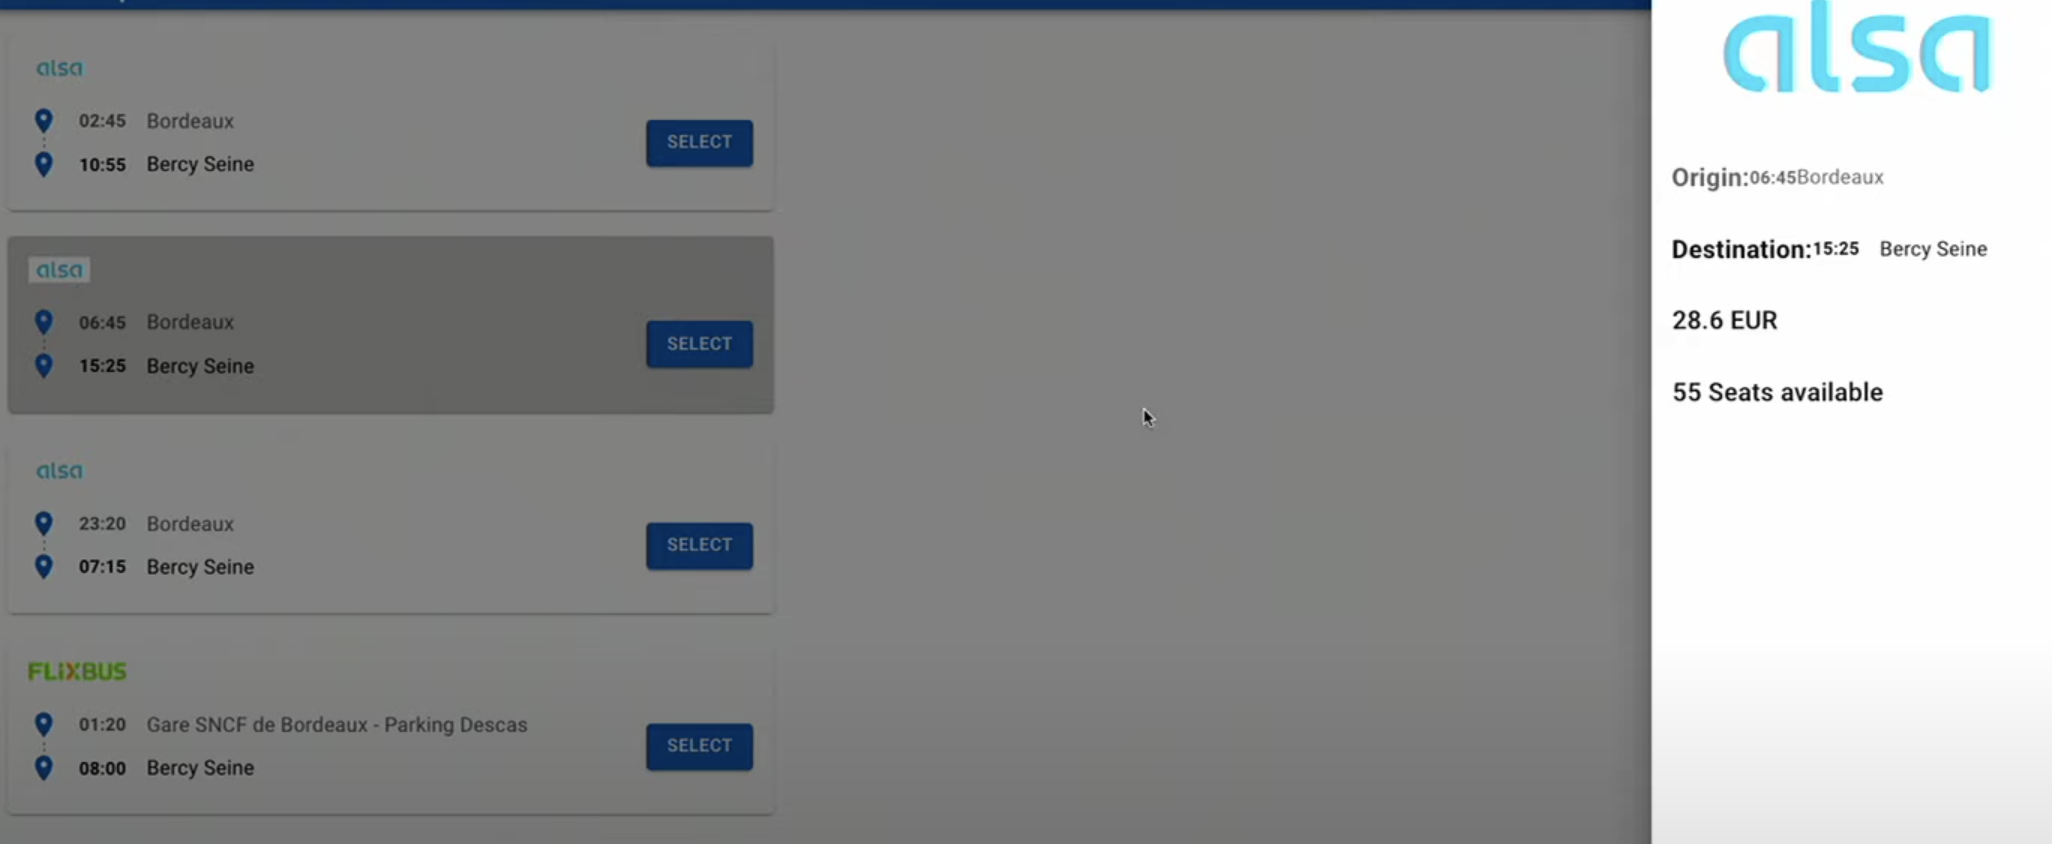 alsa
02:45 Bordeaux
10:55 Bercy Seine
SELECT
alsa
06:45 Bordeaux
15:25 Bercy Seine
SELECT
alsa
23:20 Bordeaux
07:15 Bercy Seine
SELECT
FLiXBUS
01:20 Gare SNCF de Bordeaux - Parking Descas
08:00 Bercy Seine
SELECT
alsa
Origin:06:45Bordeaux
Destination:15:25 Bercy Seine
28.6 EUR
55 Seats available